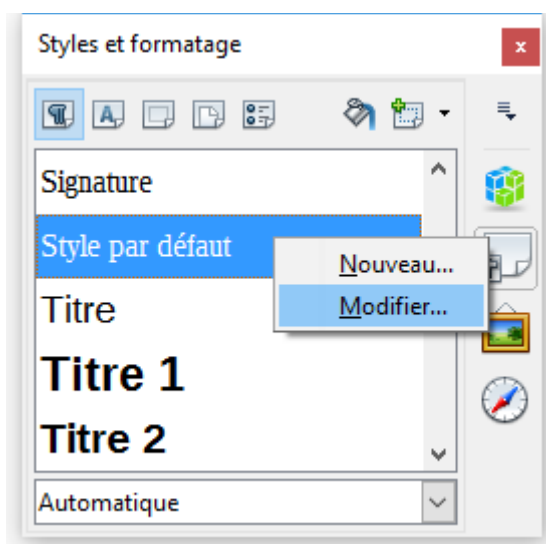 Styles et formatage
Signature
Style par défaut
Nouveau...
Modifier...
Titre
Titre 1
Titre 2
Automatique